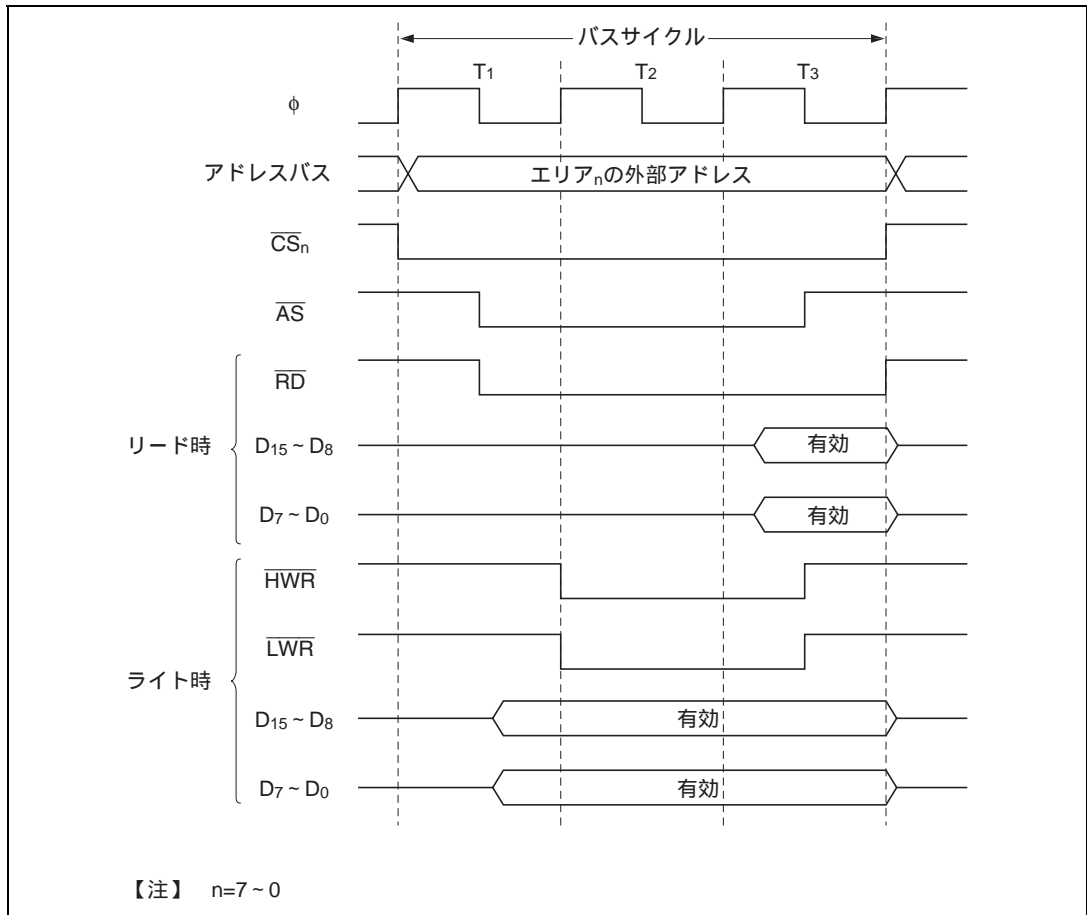 バスサイクル
T1 T2 T3
φ
アドレスバス エリアnの外部アドレス
CSn
AS
RD
リード時 D15~D8 有効
D7~D0 有効
HWR
LWR
ライト時
D15~D8 有効
D7~D0 有効
【注】 n=7~0